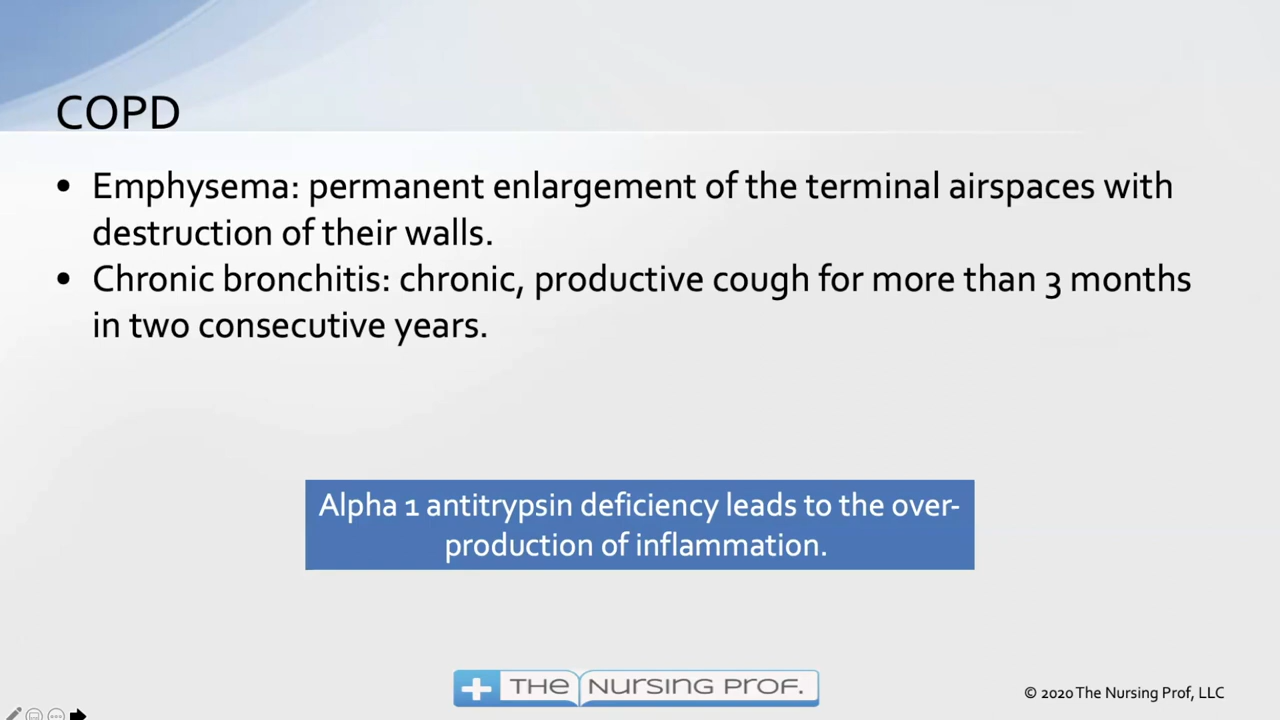 COPD
• Emphysema: permanent enlargement of the terminal airspaces with
destruction of their walls.
• Chronic bronchitis: chronic, productive cough for more than 3 months
in two consecutive years.
Alpha 1 antitrypsin deficiency leads to the over-
production of inflammation.
THE NURSING PROF.
© 2020 The Nursing Prof, LLC